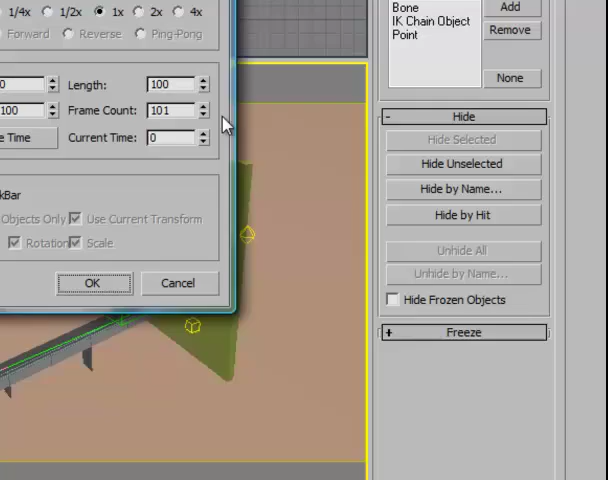 1/4x 1/2x 1x 2x 4x
Forward Reverse Ping-Pong
0 Length: 100
100 Frame Count: 101
e Time Current Time: 0
kBar
Objects Only Use Current Transform
Rotation Scale
OK Cancel
Bone
IK Chain Object
Point
Add
Remove
None
- Hide
Hide Selected
Hide Unselected
Hide by Name...
Hide by Hit
Unhide All
Unhide by Name...
Hide Frozen Objects
+ Freeze